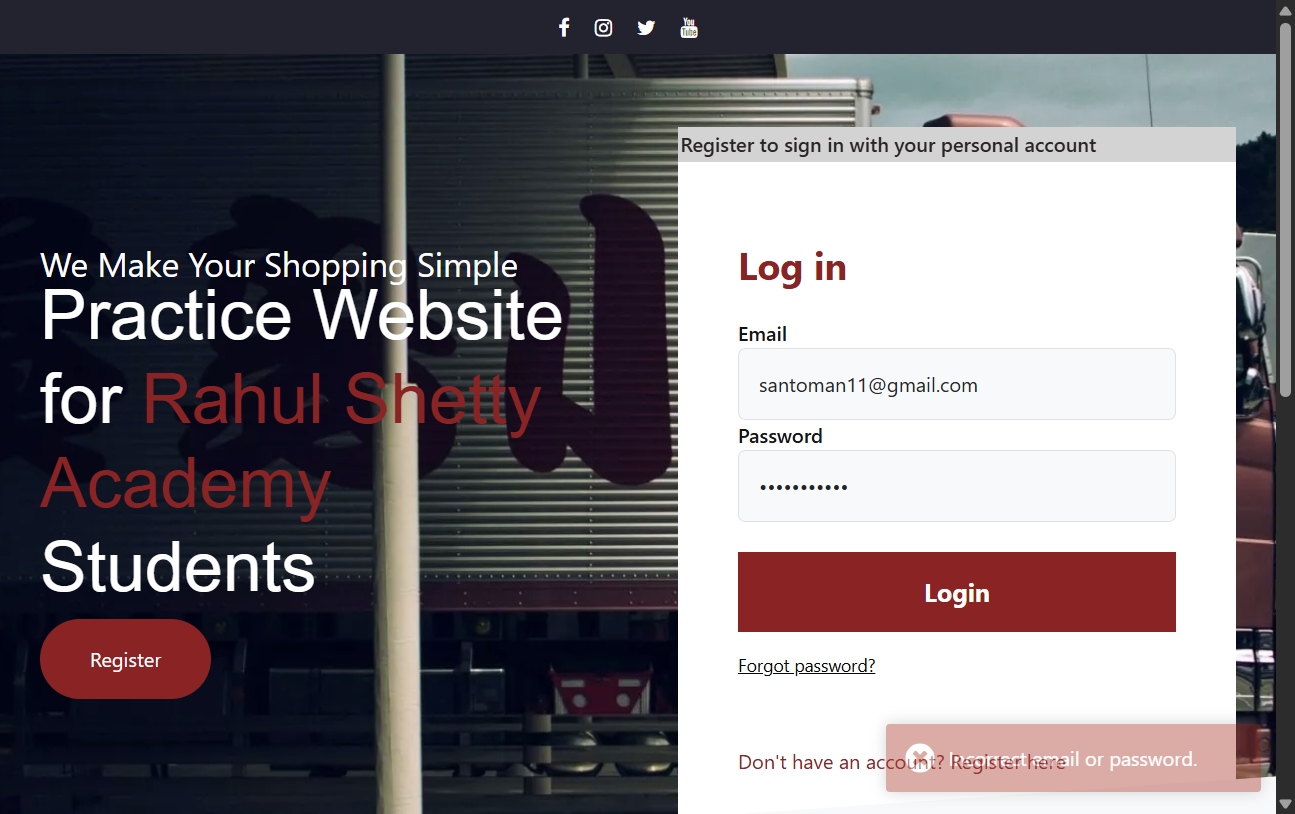 You
Tube
Register to sign in with your personal account
We Make Your Shopping Simple
Practice Website
for Rahul Shetty
Academy
Students
Register
Log in
Email
santoman11@gmail.com
Password
•••••••••••
Login
Forgot password?
Don't have an account? Register here
Incorrect email or password.